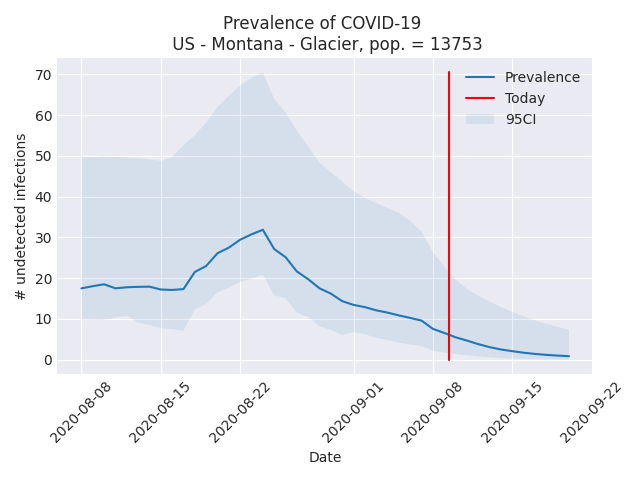 Prevalence of COVID-19
US - Montana - Glacier, pop. = 13753
70
60
50
40
30
20
10
0
# undetected infections
Prevalence
Today
95CI
2020-08-08
2020-08-15
2020-08-22
2020-09-01
2020-09-08
2020-09-15
2020-09-22
Date